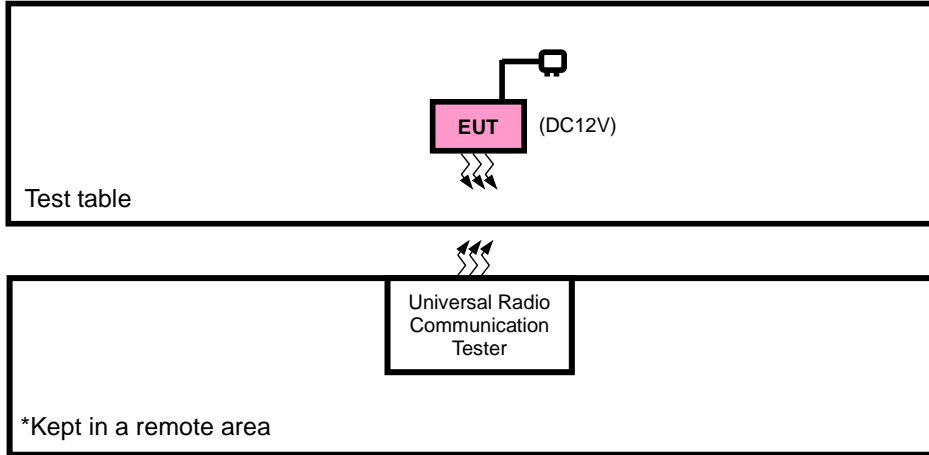 EUT (DC12V)
Test table
Universal Radio
Communication
Tester
*Kept in a remote area